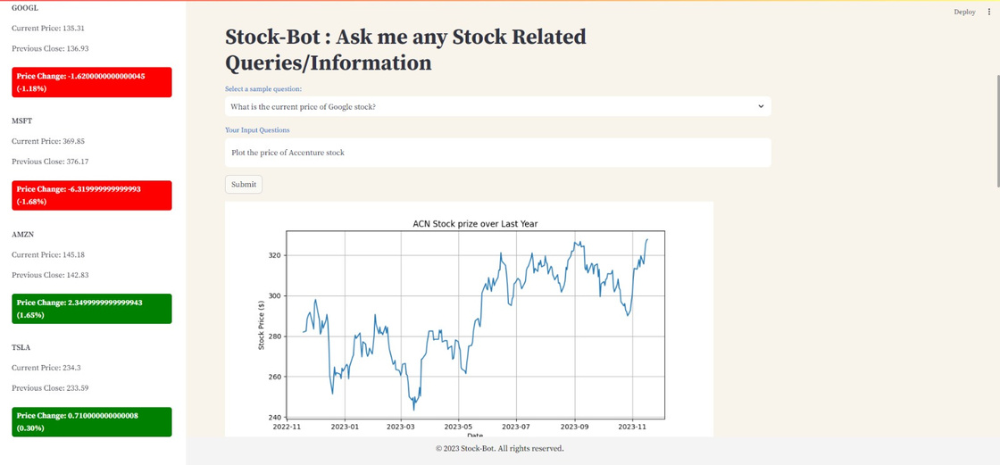 GOOGL
Current Price: 135.31
Previous Close: 136.93
Price Change: -1.6200000000000045
(-1.18%)
MSFT
Current Price: 369.85
Previous Close: 376.17
Price Change: -6.319999999999993
(-1.68%)
AMZN
Current Price: 145.18
Previous Close: 142.83
Price Change: 2.3499999999999943
(1.65%)
TSLA
Current Price: 234.3
Previous Close: 233.59
Price Change: 0.710000000000008
(0.30%)
Deploy
Stock-Bot : Ask me any Stock Related
Queries/Information
Select a sample question:
What is the current price of Google stock?
Your Input Questions
Plot the price of Accenture stock
Submit
ACN Stock prize over Last Year
Stock Price ($)
320
300
280
260
240
2022-11 2023-01 2023-03 2023-05 2023-07 2023-09 2023-11
Date
© 2023 Stock-Bot. All rights reserved.